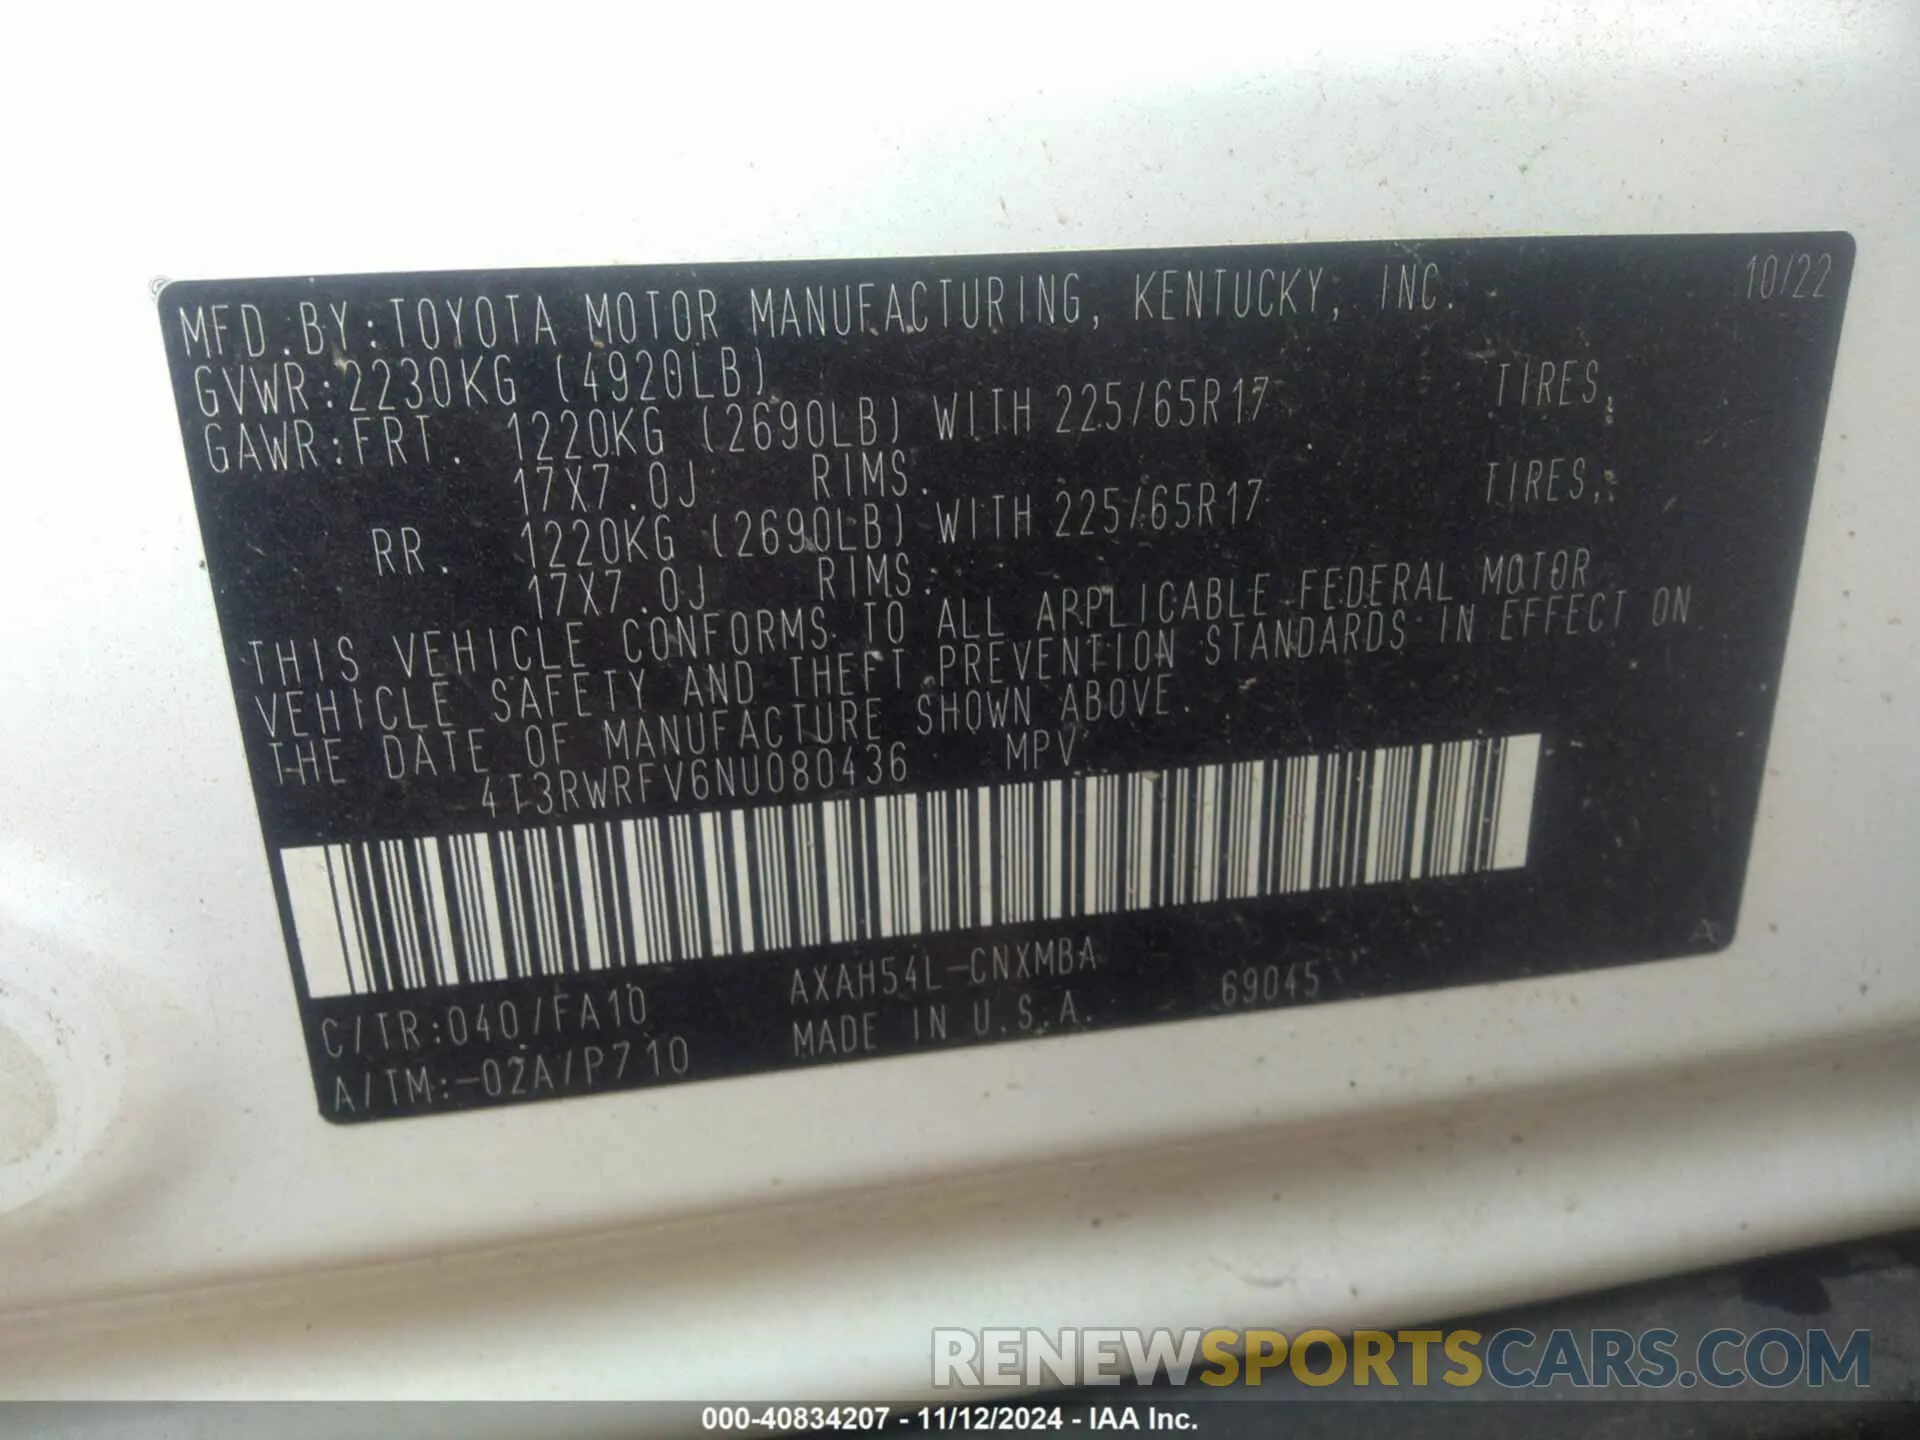 10/22
MFD.BY:TOYOTA MOTOR MANUFACTURING, KENTUCKY, INC.
GVWR:2230KG (4920LB)
GAWR:FRT. 1220KG (2690LB) WITH 225/65R17 TIRES,
17X7.0J RIMS.
RR. 1220KG (2690LB) WITH 225/65R17 TIRES,
17X7.0J RIMS.
THIS VEHICLE CONFORMS TO ALL APPLICABLE FEDERAL MOTOR
VEHICLE SAFETY AND THEFT PREVENTION STANDARDS IN EFFECT ON
THE DATE OF MANUFACTURE SHOWN ABOVE.
4T3RWRFV6NU080436 MPV
C/TR:040/FA10 AXAH54L-CNXMBA
A/TM:-02A/P710 MADE IN U.S.A. 69045
A
RENEWSPORTSCARS.COM
000-40834207 - 11/12/2024 - IAA Inc.